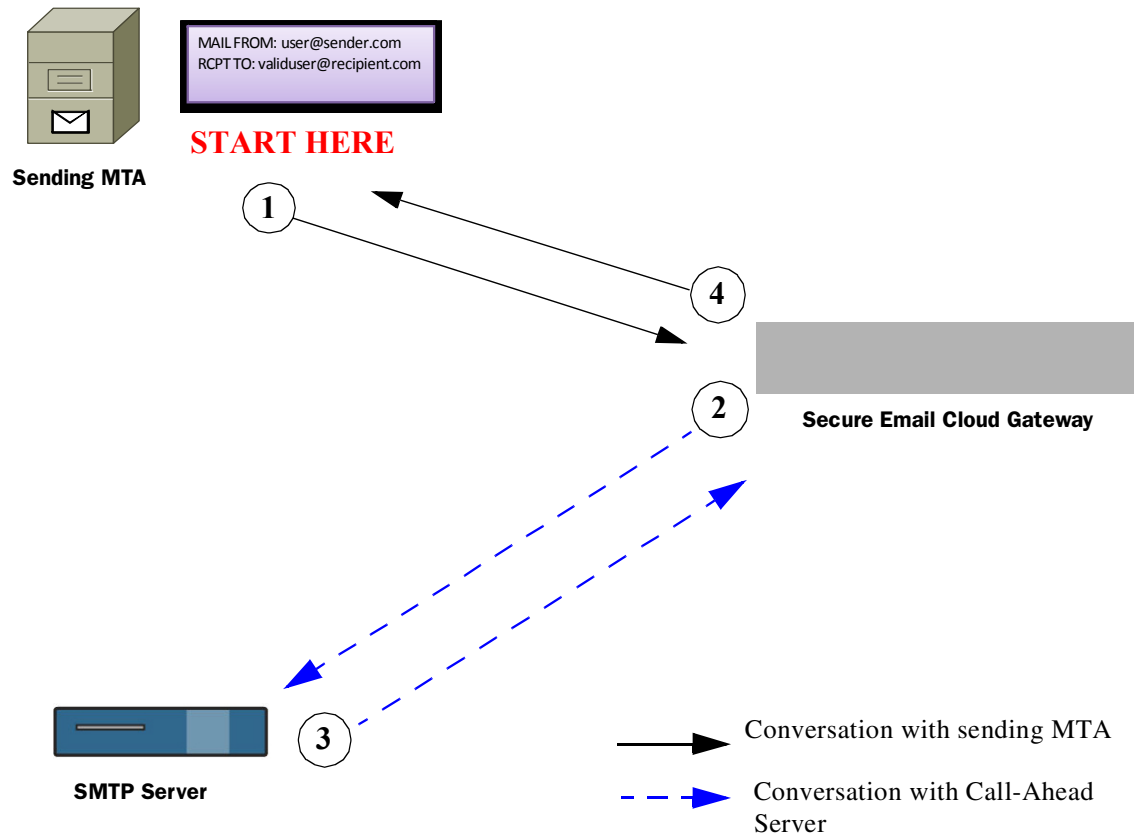 MAIL FROM: user@sender.com
RCPT TO: validuser@recipient.com
START HERE
Sending MTA
1
4
2
Secure Email Cloud Gateway
3
SMTP Server
Conversation with sending MTA
Conversation with Call-Ahead
Server